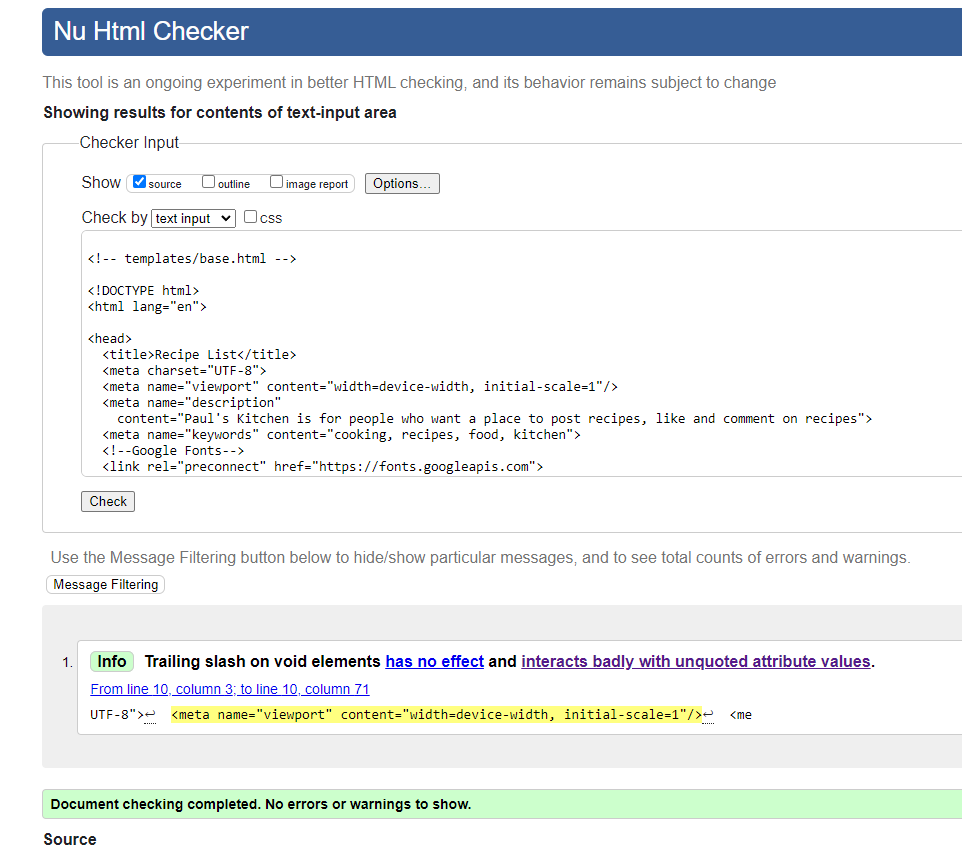 Nu Html Checker
This tool is an ongoing experiment in better HTML checking, and its behavior remains subject to change
Showing results for contents of text-input area
Checker Input
Show source outline image report Options...
Check by text input css
<!-- templates/base.html -->
<!DOCTYPE html>
<html lang="en">
<head>
<title>Recipe List</title>
<meta charset="UTF-8">
<meta name="viewport" content="width=device-width, initial-scale=1"/>
<meta name="description"
content="Paul's Kitchen is for people who want a place to post recipes, like and comment on recipes">
<meta name="keywords" content="cooking, recipes, food, kitchen">
<!--Google Fonts-->
<link rel="preconnect" href="https://fonts.googleapis.com">
Check
Use the Message Filtering button below to hide/show particular messages, and to see total counts of errors and warnings.
Message Filtering
1. Info Trailing slash on void elements has no effect and interacts badly with unquoted attribute values.
From line 10, column 3; to line 10, column 71
UTF-8">↩ <meta name="viewport" content="width=device-width, initial-scale=1"/>↩ <me
Document checking completed. No errors or warnings to show.
Source